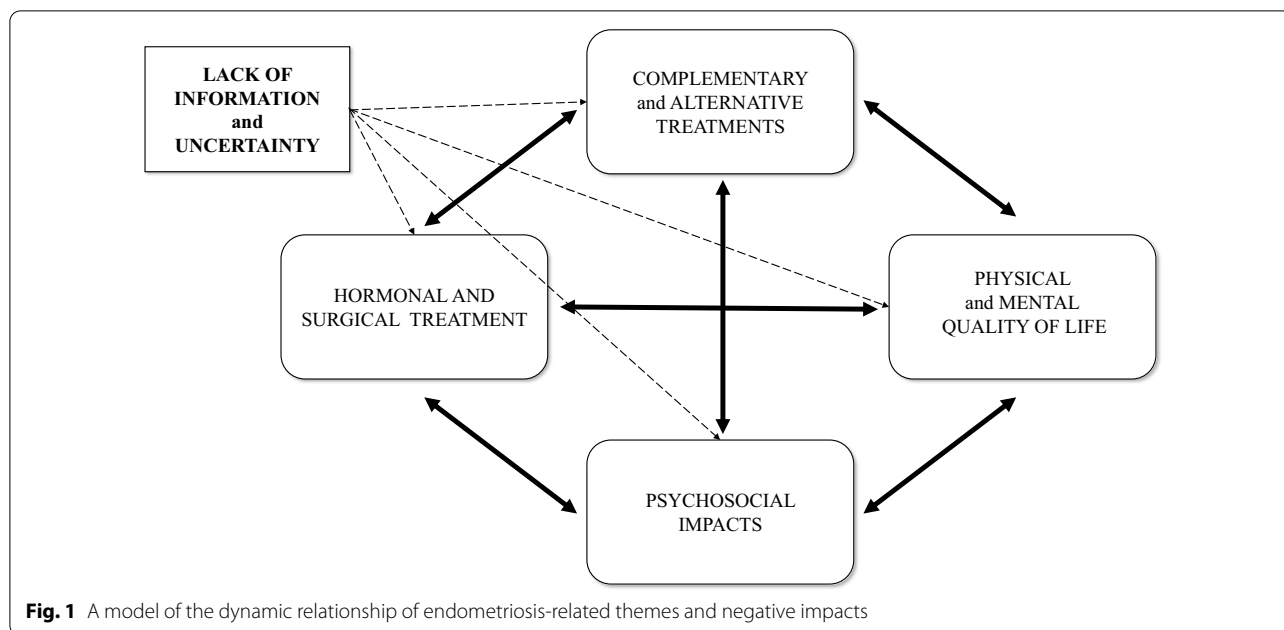 LACK OF
INFORMATION
and
UNCERTAINTY
COMPLEMENTARY
and ALTERNATIVE
TREATMENTS
HORMONAL AND
SURGICAL TREATMENT
PHYSICAL
and MENTAL
QUALITY OF LIFE
PSYCHOSOCIAL
IMPACTS
Fig. 1 A model of the dynamic relationship of endometriosis-related themes and negative impacts